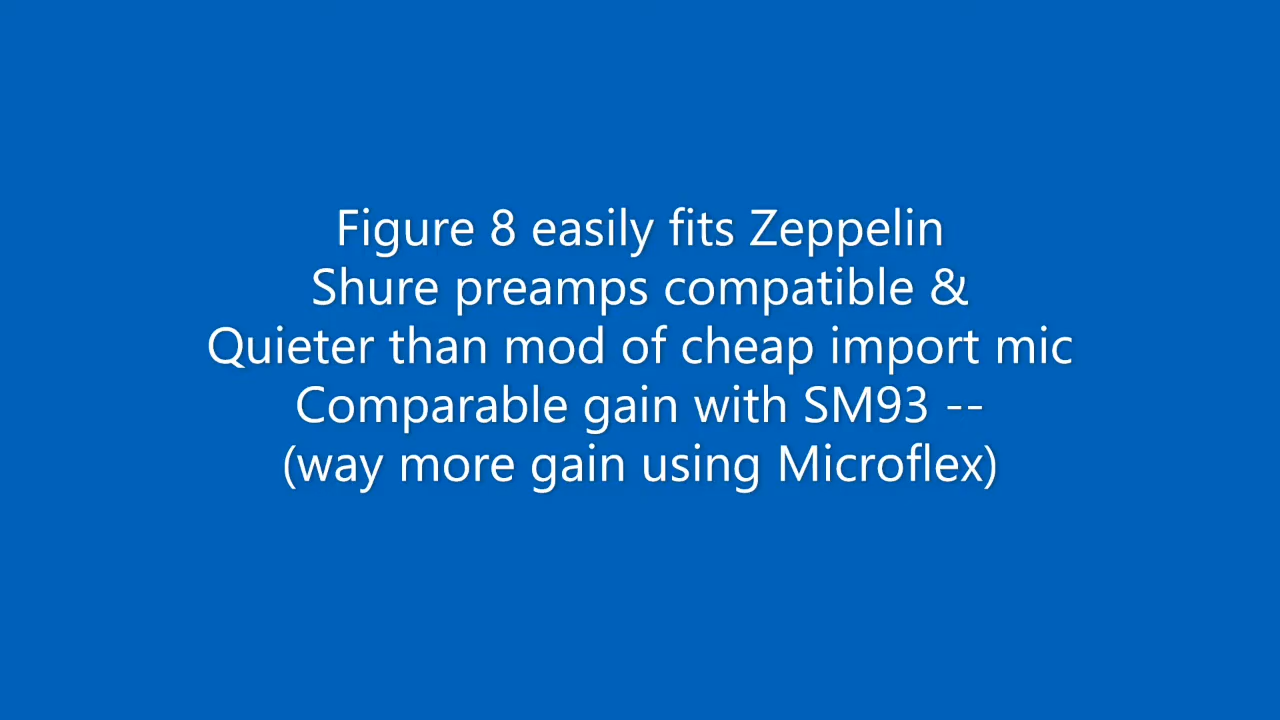 Figure 8 easily fits Zeppelin
Shure preamps compatible &
Quieter than mod of cheap import mic
Comparable gain with SM93 --
(way more gain using Microflex)